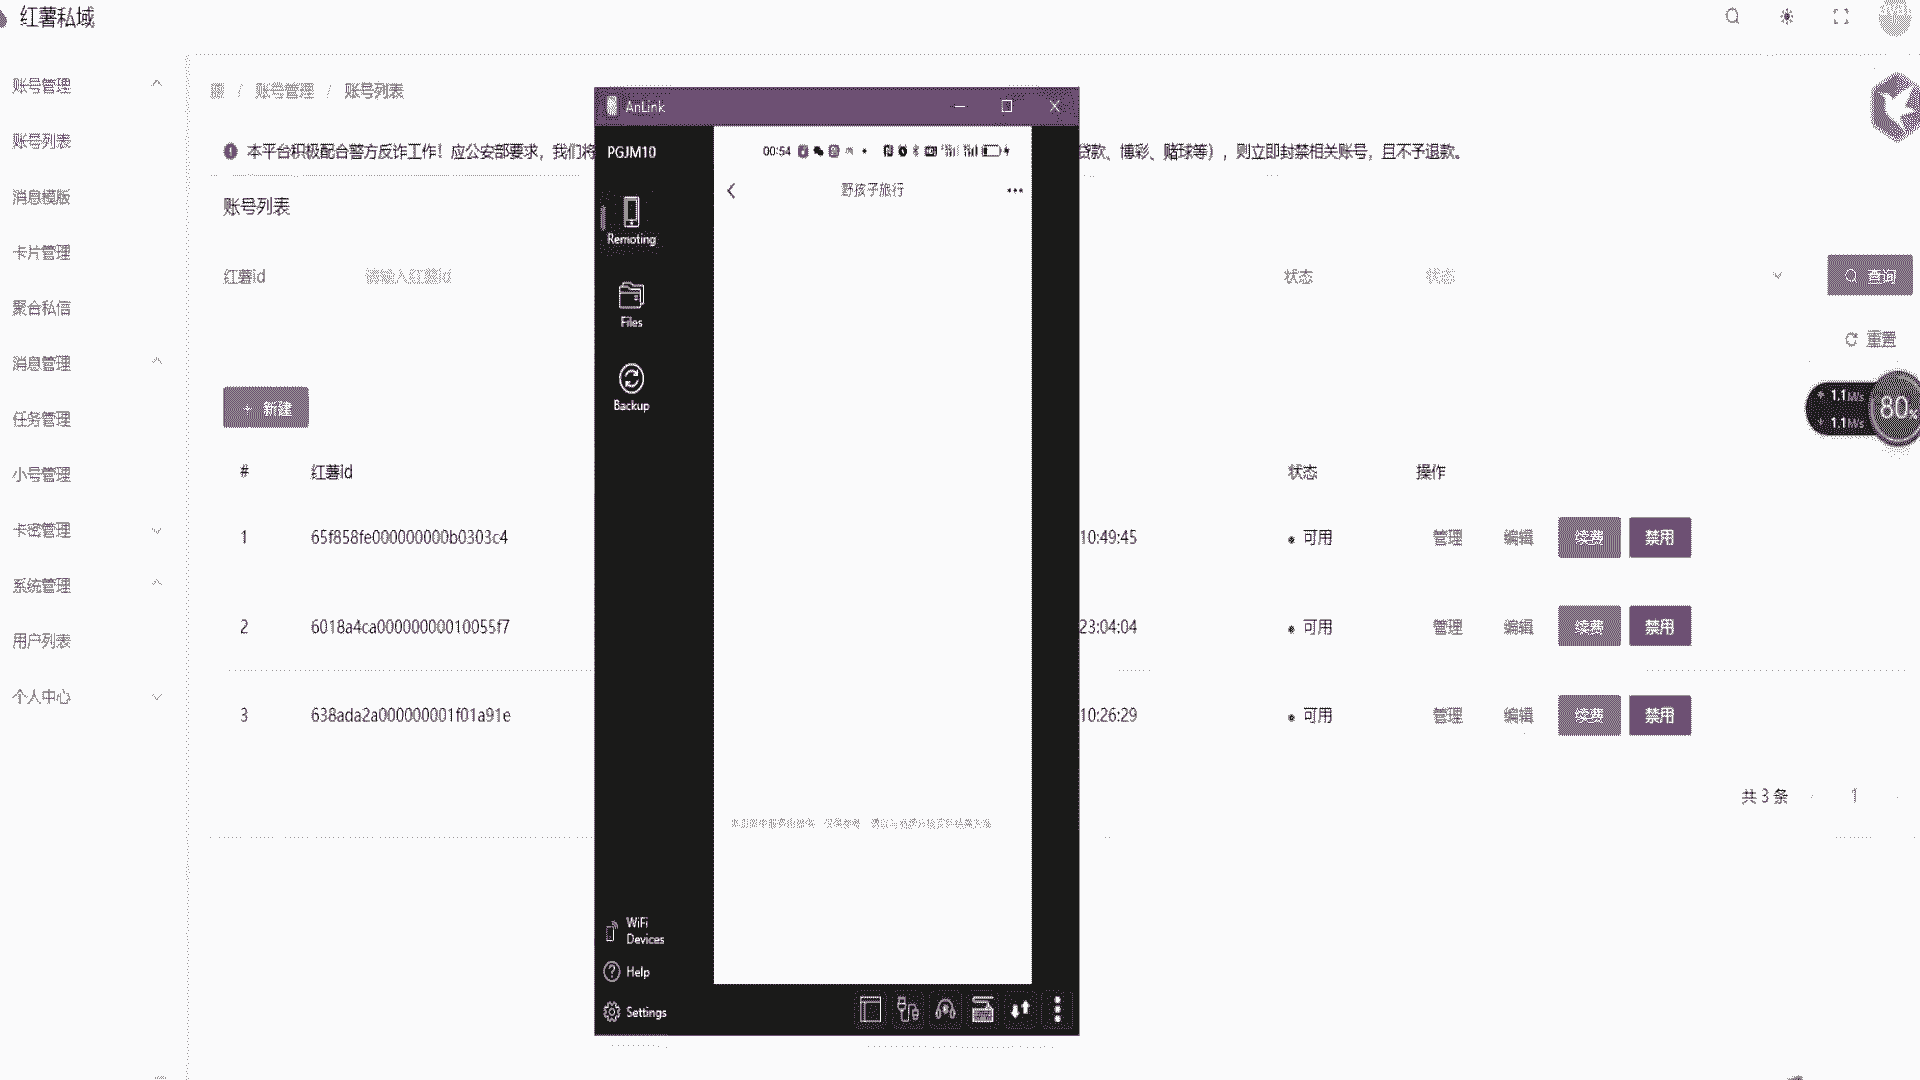 红薯私域
账号管理
账号列表
消息模版
卡片管理
聚合私信
消息管理
任务管理
小号管理
卡密管理
系统管理
用户列表
个人中心
/ 账号管理 / 账号列表
本平台积极配合警方反诈工作！应公安部要求，我们将
贷款、博彩、赌球等），则立即封禁相关账号，且不予退款。
账号列表
红薯id 请输入红薯id
状态 状态
查询
重置
+ 新建
# 红薯id 状态 操作
1 65f858fe000000000b0303c4 10:49:45 可用 管理 编辑 续费 禁用
2 6018a4ca00000000010055f7 23:04:04 可用 管理 编辑 续费 禁用
3 638ada2a000000001f01a91e 10:26:29 可用 管理 编辑 续费 禁用
共 3 条 1
AnLink
PGJM10
Remoting
Files
Backup
WiFi
Devices
Help
Settings
00:54
野孩子旅行
1.1M/s
1.1M/s
80%